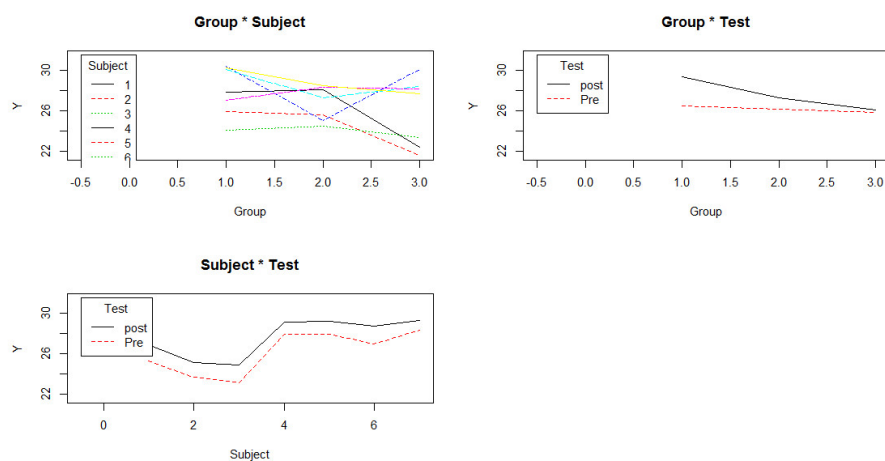 Group * Subject
Y
30
26
22
Subject
1
2
3
4
5
6
-0.5 0.0 0.5 1.0 1.5 2.0 2.5 3.0
Group
Group * Test
Y
30
26
22
Test
post
Pre
-0.5 0.0 0.5 1.0 1.5 2.0 2.5 3.0
Group
Subject * Test
Y
30
26
22
Test
post
Pre
0 2 4 6
Subject